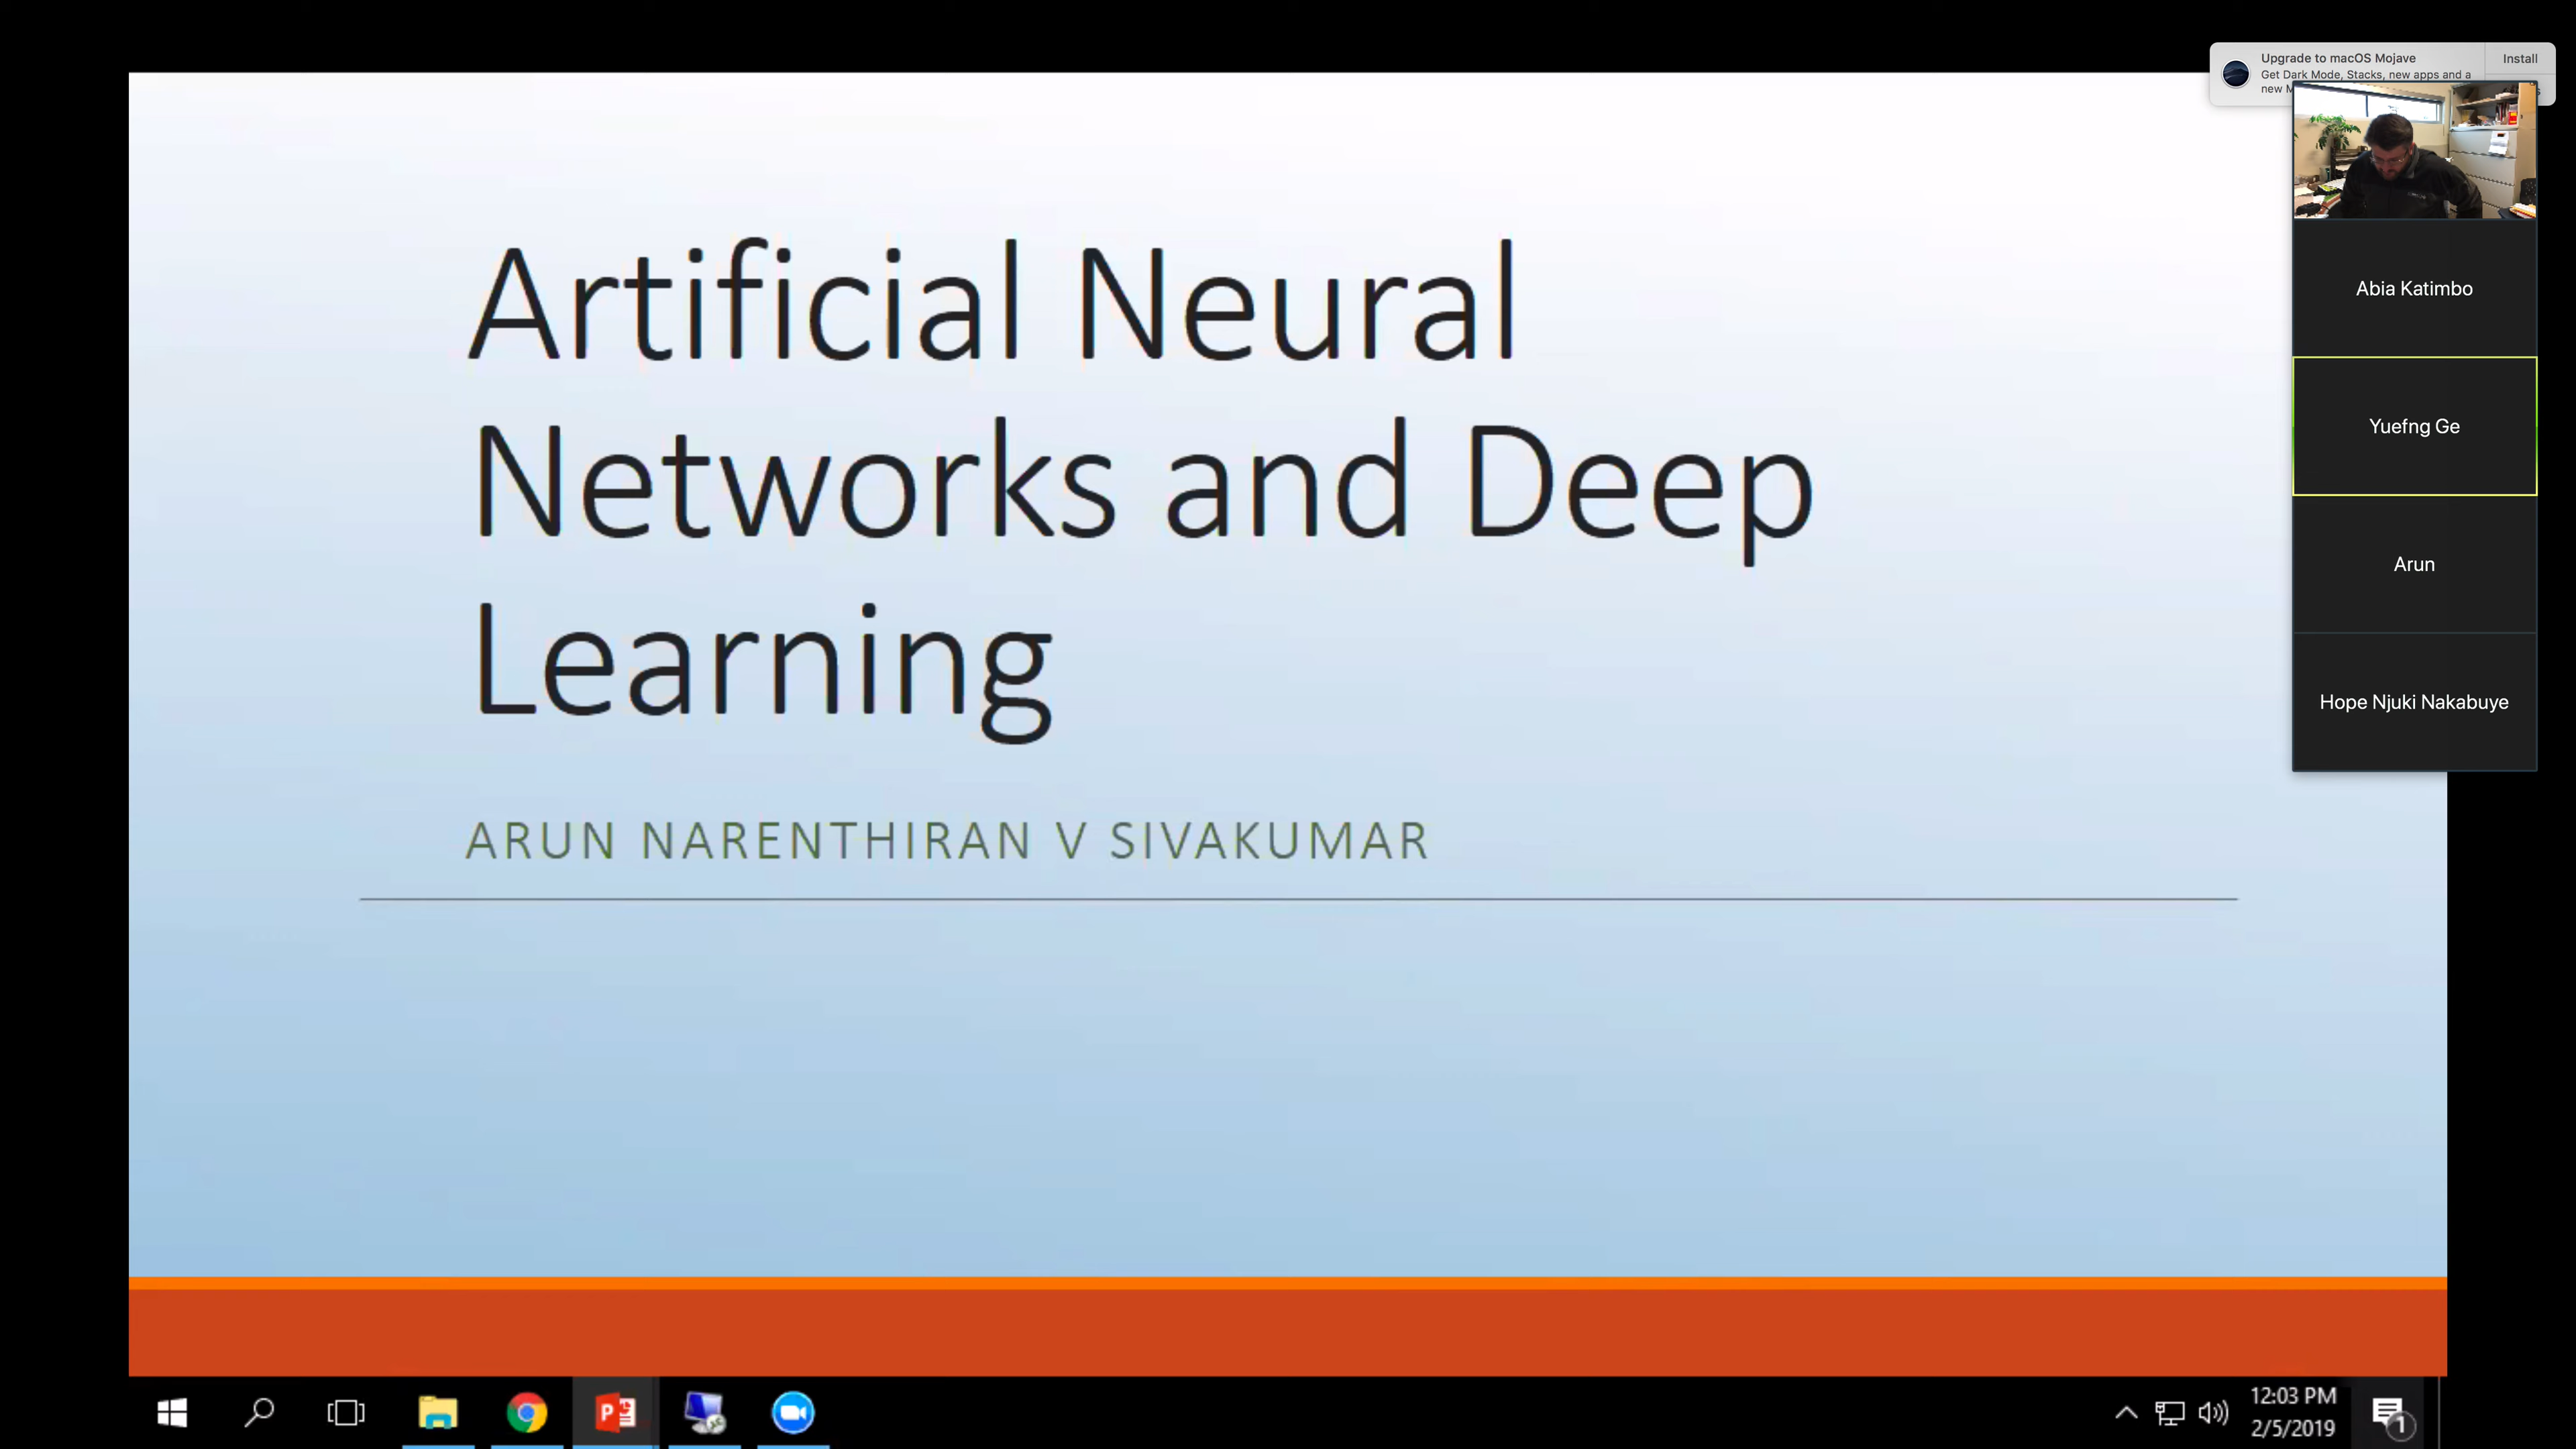 Artificial Neural
Networks and Deep
Learning
ARUN NARENTHIRAN V SIVAKUMAR
Upgrade to macOS Mojave
Install
Get Dark Mode, Stacks, new apps and a
new
Abia Katimbo
Yuefng Ge
Arun
Hope Njuki Nakabuye
12:03 PM
2/5/2019
1